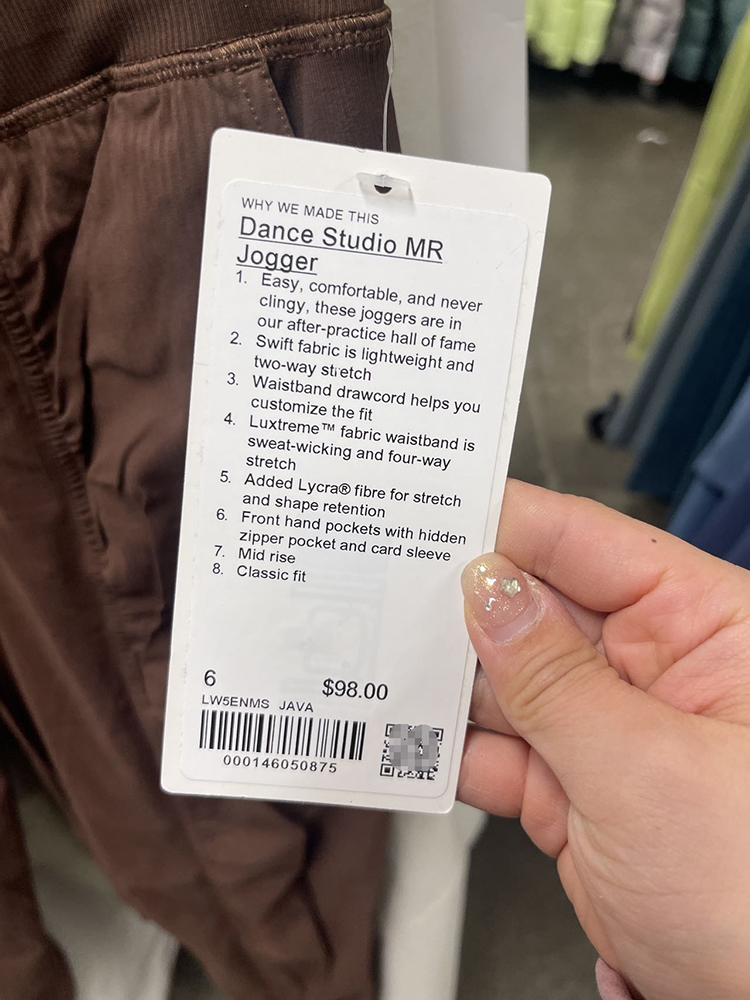 WHY WE MADE THIS
Dance Studio MR
Jogger
1. Easy, comfortable, and never
clingy, these joggers are in
our after-practice hall of fame
2. Swift fabric is lightweight and
two-way stretch
3. Waistband drawcord helps you
customize the fit
4. Luxtreme™ fabric waistband is
sweat-wicking and four-way
stretch
5. Added Lycra® fibre for stretch
and shape retention
6. Front hand pockets with hidden
zipper pocket and card sleeve
7. Mid rise
8. Classic fit
6 $98.00
LW5ENMS JAVA
000146050875